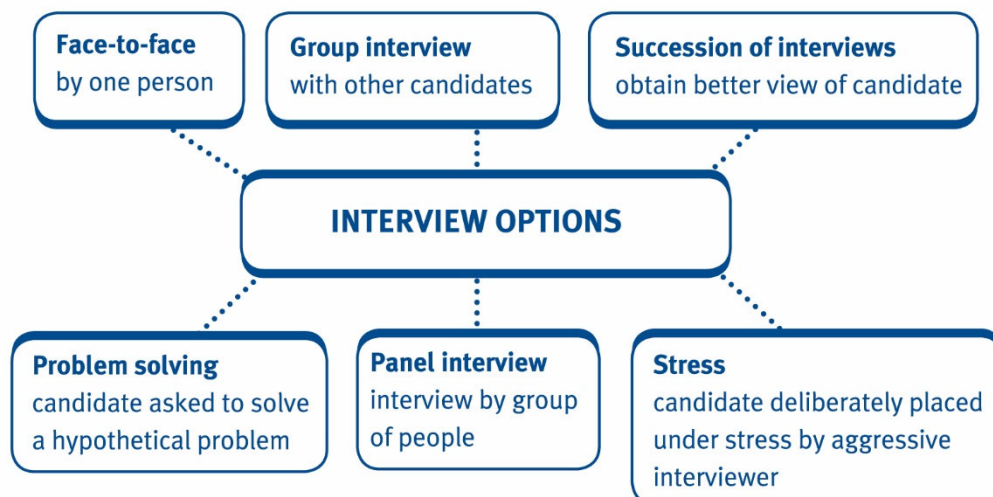 Face-to-face
by one person
Group interview
with other candidates
Succession of interviews
obtain better view of candidate
INTERVIEW OPTIONS
Problem solving
candidate asked to solve
a hypothetical problem
Panel interview
interview by group
of people
Stress
candidate deliberately placed
under stress by aggressive
interviewer